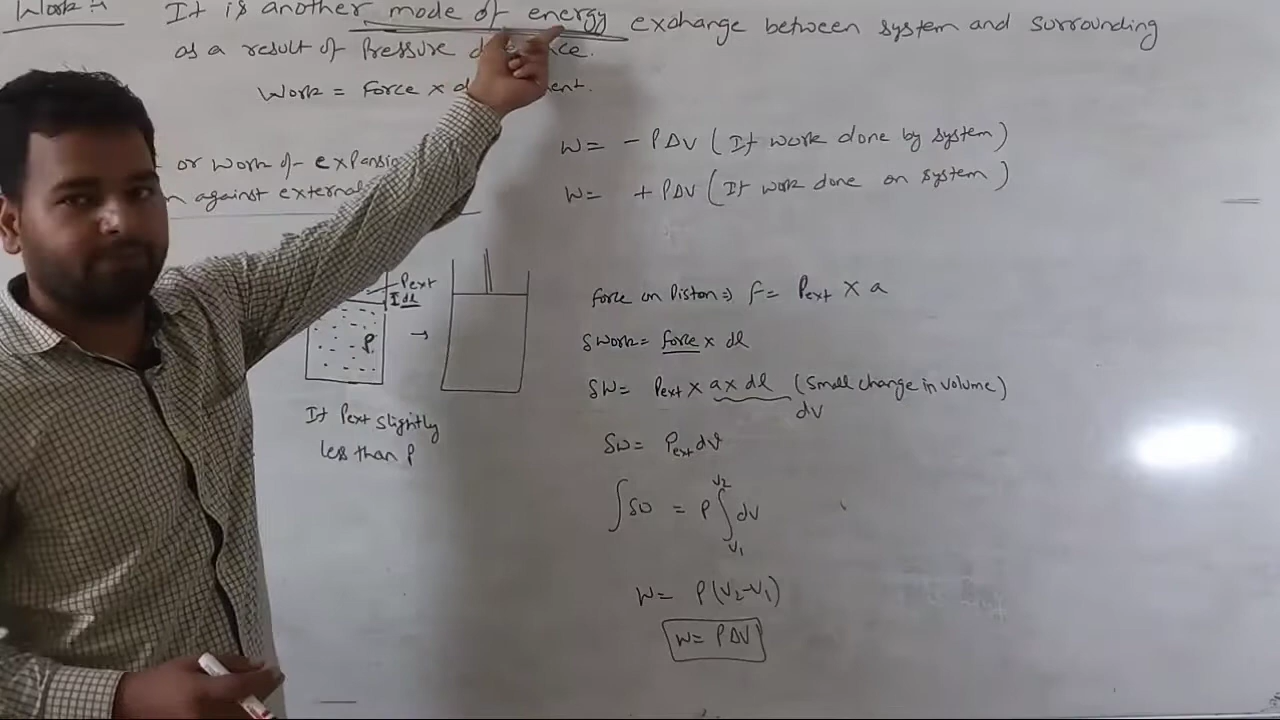 Work :-
It is another mode of energy exchange between system and surrounding
as a result of Pressure
Work = Force ×
or work of expansi
against external
W = - PΔV ( If work done by system )
W = + PΔV ( If work done on system )
Pext
dl
P
→
If Pext slightly
less than P
force on Piston ⇒ f = Pext × a
δwork = force × dl
δW = Pext × a × dl ( small change in volume )
dv
δW = Pext dv
∫δW = P∫dv
V2
V1
W = P(V2-V1)
W = PΔV